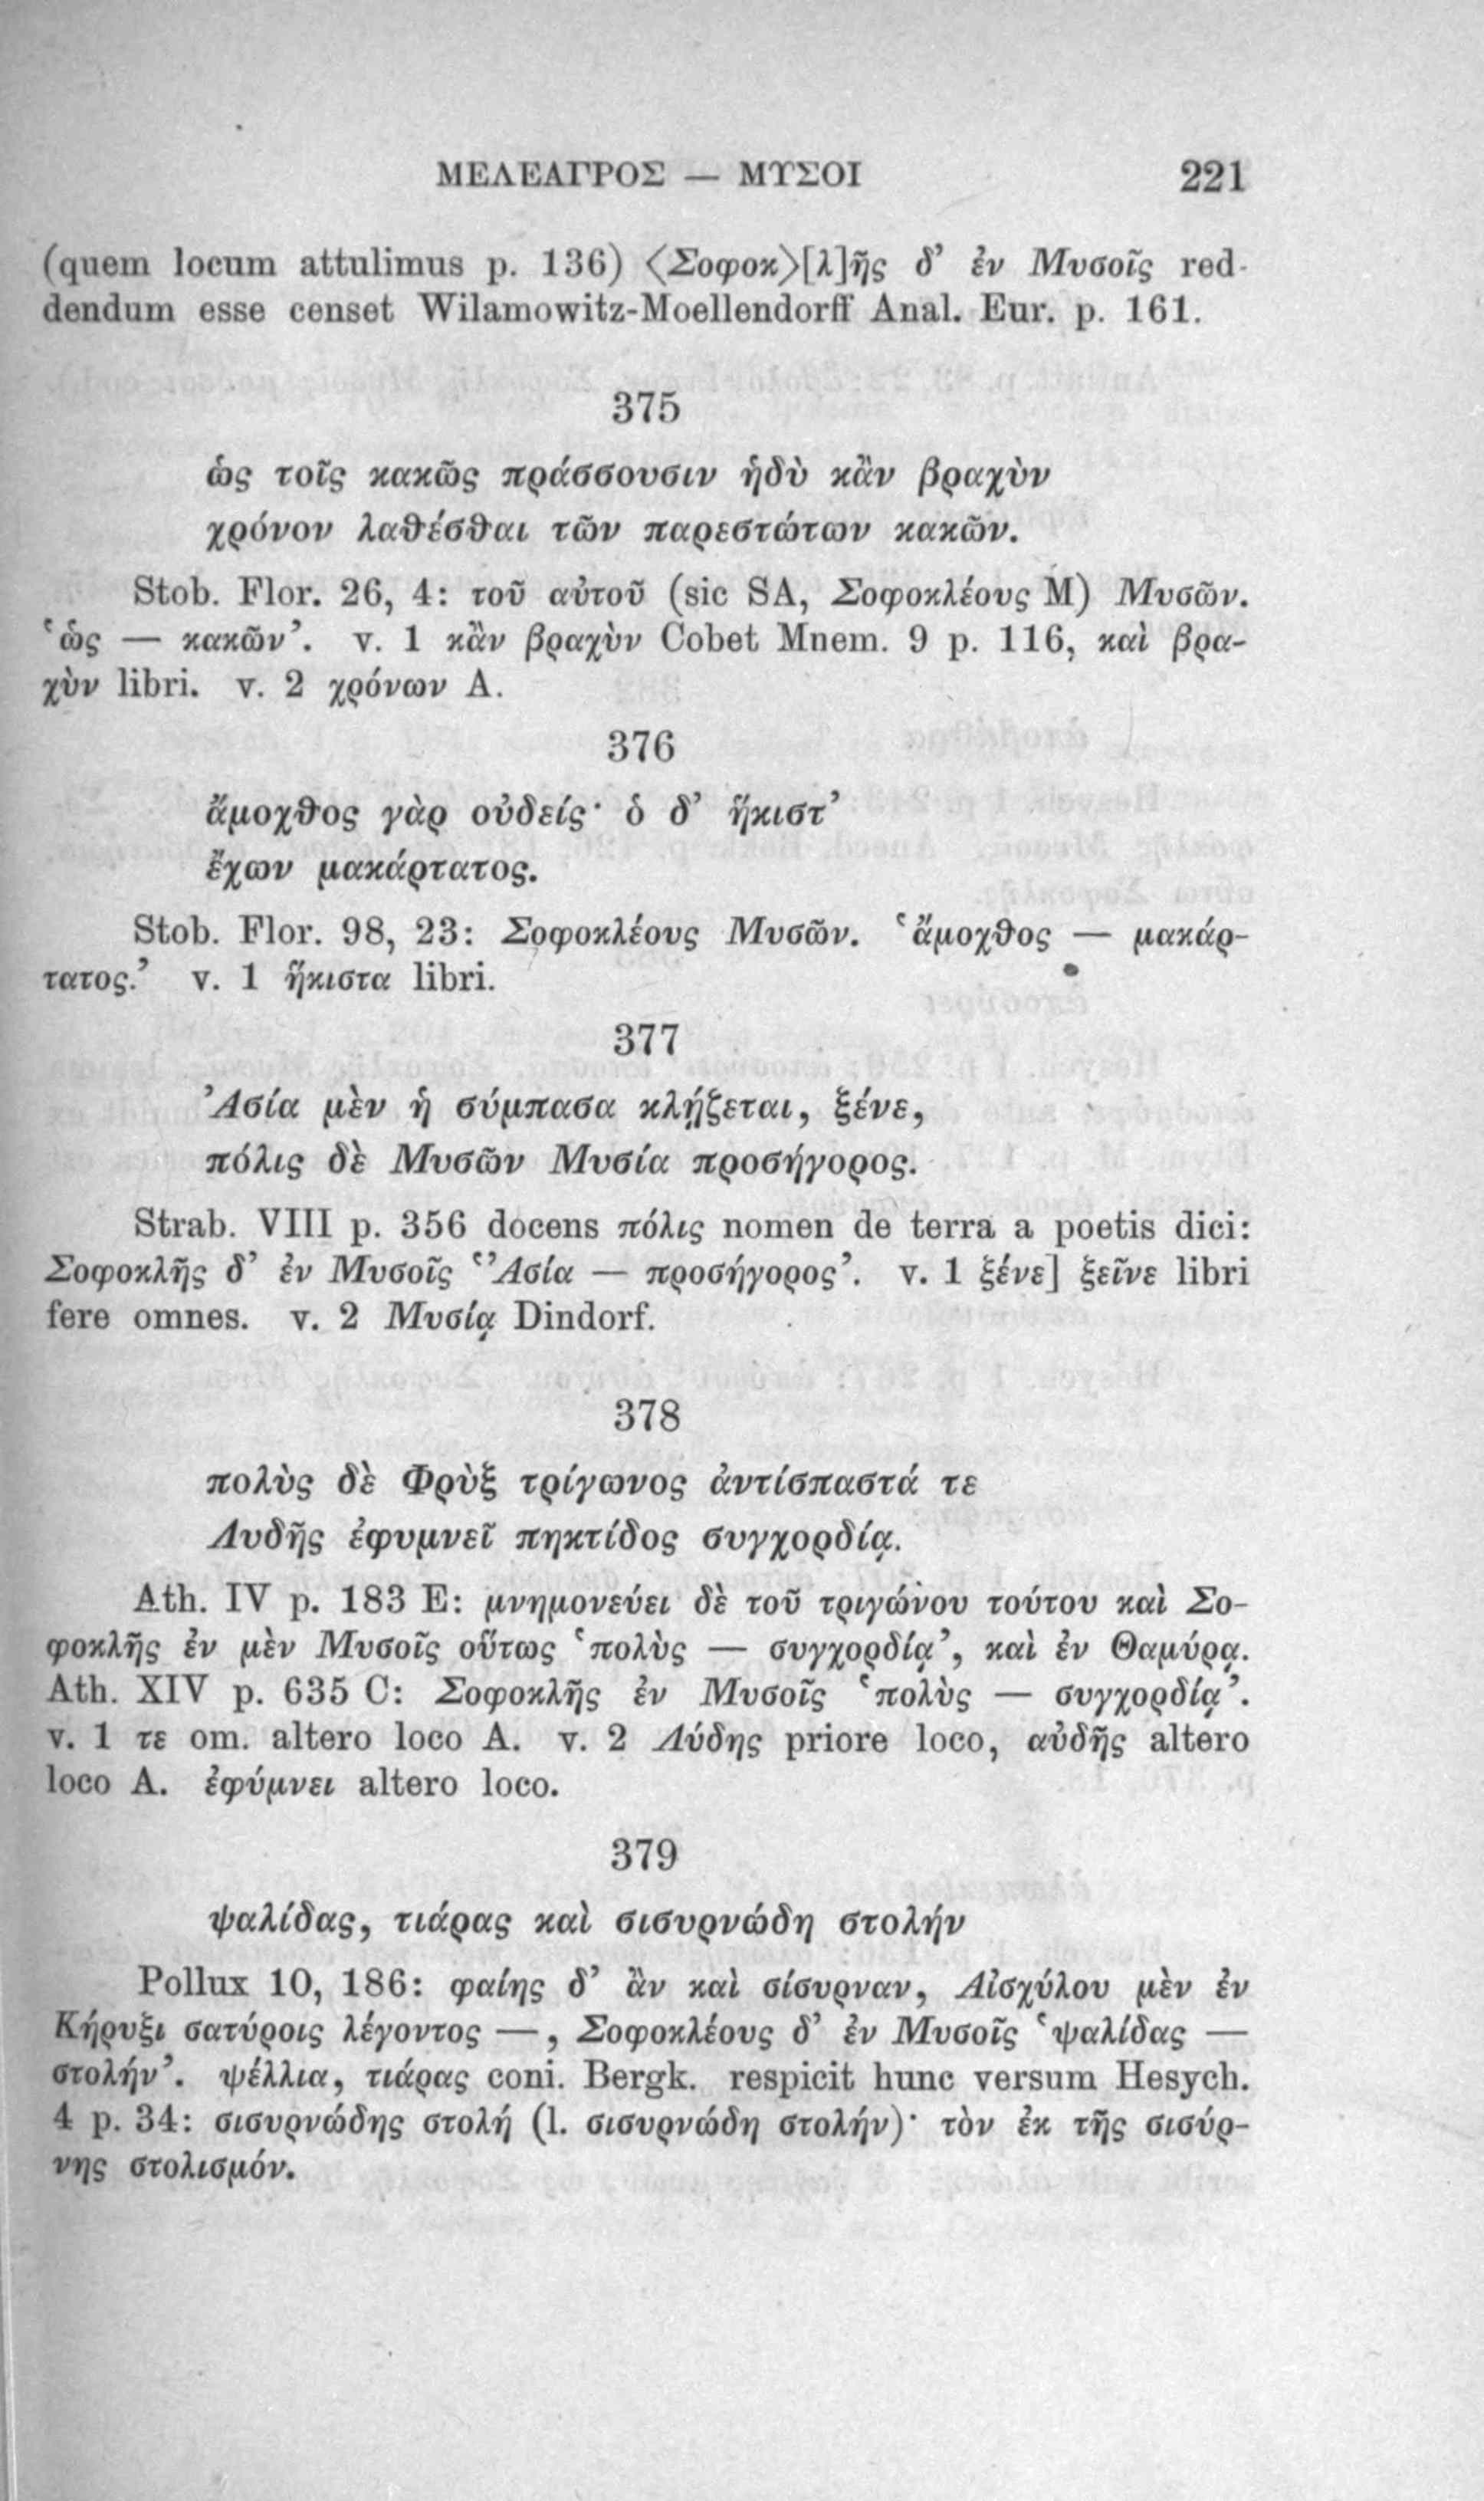 ΜΕΛΕΑΓΡΟΣ — ΜΥΣΟΙ 221
(quem locum attulimus p. 136) ⟨Σοφοκ⟩[λ]ῆς δ’ ἐν Μυσοῖς red-
dendum esse censet Wilamowitz-Moellendorff Anal. Eur. p. 161.
375
ὡς τοῖς κακῶς πράσσουσιν ἡδὺ κἂν βραχὺν
χρόνον λαθέσθαι τῶν παρεστώτων κακῶν.
Stob. Flor. 26, 4: τοῦ αὐτοῦ (sic SA, Σοφοκλέους M) Μυσῶν.
‘ὡς — κακῶν’. v. 1 κἂν βραχὺν Cobet Mnem. 9 p. 116, καὶ βρα-
χὺν libri. v. 2 χρόνων A.
376
ἄμοχθος γὰρ οὐδείς· ὁ δ’ ἥκιστ’
ἔχων μακάρτατος.
Stob. Flor. 98, 23: Σοφοκλέους Μυσῶν. ‘ἄμοχθος — μακάρ-
τατος.’ v. 1 ἥκιστα libri.
377
Ἀσία μὲν ἡ σύμπασα κλῄζεται, ξένε,
πόλις δὲ Μυσῶν Μυσία προσήγορος.
Strab. VIII p. 356 docens πόλις nomen de terra a poetis dici:
Σοφοκλῆς δ’ ἐν Μυσοῖς ‘Ἀσία — προσήγορος’. v. 1 ξένε] ξεῖνε libri
fere omnes. v. 2 Μυσίᾳ Dindorf.
378
πολὺς δὲ Φρὺξ τρίγωνος ἀντίσπαστά τε
Λυδῆς ἐφυμνεῖ πηκτίδος συγχορδίᾳ.
Ath. IV p. 183 E: μνημονεύει δὲ τοῦ τριγώνου τούτου καὶ Σο-
φοκλῆς ἐν μὲν Μυσοῖς οὕτως ‘πολὺς — συγχορδίᾳ’, καὶ ἐν Θαμύρᾳ.
Ath. XIV p. 635 C: Σοφοκλῆς ἐν Μυσοῖς ‘πολὺς — συγχορδίᾳ’.
v. 1 τε om. altero loco A. v. 2 Λύδης priore loco, αὐδῆς altero
loco A. ἐφύμνει altero loco.
379
ψαλίδας, τιάρας καὶ σισυρνώδη στολήν
Pollux 10, 186: φαίης δ’ ἂν καὶ σίσυρναν, Αἰσχύλου μὲν ἐν
Κήρυξι σατύροις λέγοντος —, Σοφοκλέους δ’ ἐν Μυσοῖς ‘ψαλίδας —
στολήν’. ψέλλια, τιάρας coni. Bergk. respicit hunc versum Hesych.
4 p. 34: σισυρνώδης στολή (l. σισυρνώδη στολήν)· τὸν ἐκ τῆς σισύρ-
νης στολισμόν.